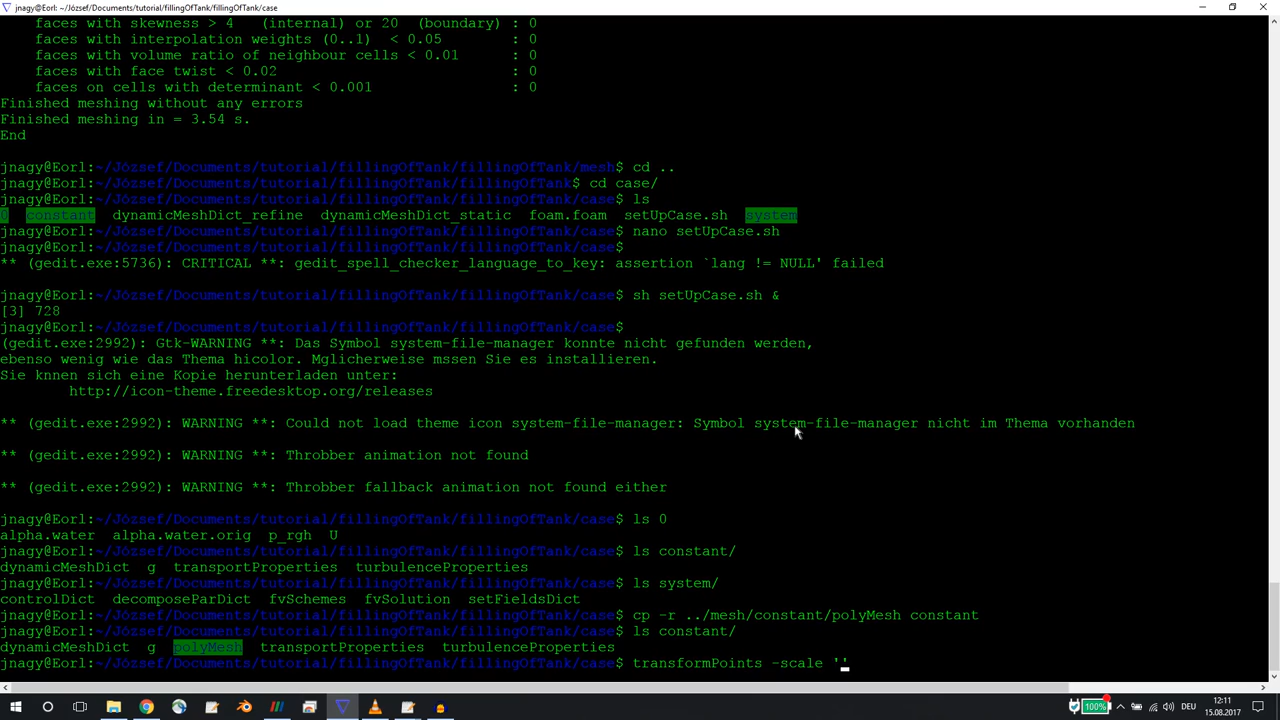 jnagy@Eorl: ~/József/Documents/tutorial/fillingOfTank/fillingOfTank/case
faces with skewness > 4 (internal) or 20 (boundary) : 0
faces with interpolation weights (0..1) < 0.05 : 0
faces with volume ratio of neighbour cells < 0.01 : 0
faces with face twist < 0.02 : 0
faces on cells with determinant < 0.001 : 0
Finished meshing without any errors
Finished meshing in = 3.54 s.
End
jnagy@Eorl:~/József/Documents/tutorial/fillingOfTank/fillingOfTank/mesh$ cd ..
jnagy@Eorl:~/József/Documents/tutorial/fillingOfTank/fillingOfTank$ cd case/
jnagy@Eorl:~/József/Documents/tutorial/fillingOfTank/fillingOfTank/case$ ls
0 constant dynamicMeshDict_refine dynamicMeshDict_static foam.foam setUpCase.sh system
jnagy@Eorl:~/József/Documents/tutorial/fillingOfTank/fillingOfTank/case$ nano setUpCase.sh
jnagy@Eorl:~/József/Documents/tutorial/fillingOfTank/fillingOfTank/case$
** (gedit.exe:5736): CRITICAL **: gedit_spell_checker_language_to_key: assertion `lang != NULL' failed
jnagy@Eorl:~/József/Documents/tutorial/fillingOfTank/fillingOfTank/case$ sh setUpCase.sh &
[3] 728
jnagy@Eorl:~/József/Documents/tutorial/fillingOfTank/fillingOfTank/case$
(gedit.exe:2992): Gtk-WARNING **: Das Symbol system-file-manager konnte nicht gefunden werden,
ebenso wenig wie das Thema hicolor. Mglicherweise mssen Sie es installieren.
Sie knnen sich eine Kopie herunterladen unter:
http://icon-theme.freedesktop.org/releases
** (gedit.exe:2992): WARNING **: Could not load theme icon system-file-manager: Symbol system-file-manager nicht im Thema vorhanden
** (gedit.exe:2992): WARNING **: Throbber animation not found
** (gedit.exe:2992): WARNING **: Throbber fallback animation not found either
jnagy@Eorl:~/József/Documents/tutorial/fillingOfTank/fillingOfTank/case$ ls 0
alpha.water alpha.water.orig p_rgh U
jnagy@Eorl:~/József/Documents/tutorial/fillingOfTank/fillingOfTank/case$ ls constant/
dynamicMeshDict g transportProperties turbulenceProperties
jnagy@Eorl:~/József/Documents/tutorial/fillingOfTank/fillingOfTank/case$ ls system/
controlDict decomposeParDict fvSchemes fvSolution setFieldsDict
jnagy@Eorl:~/József/Documents/tutorial/fillingOfTank/fillingOfTank/case$ cp -r ../mesh/constant/polyMesh constant
jnagy@Eorl:~/József/Documents/tutorial/fillingOfTank/fillingOfTank/case$ ls constant/
dynamicMeshDict g polyMesh transportProperties turbulenceProperties
jnagy@Eorl:~/József/Documents/tutorial/fillingOfTank/fillingOfTank/case$ transformPoints -scale ''
100%
DEU
12:11
15.08.2017